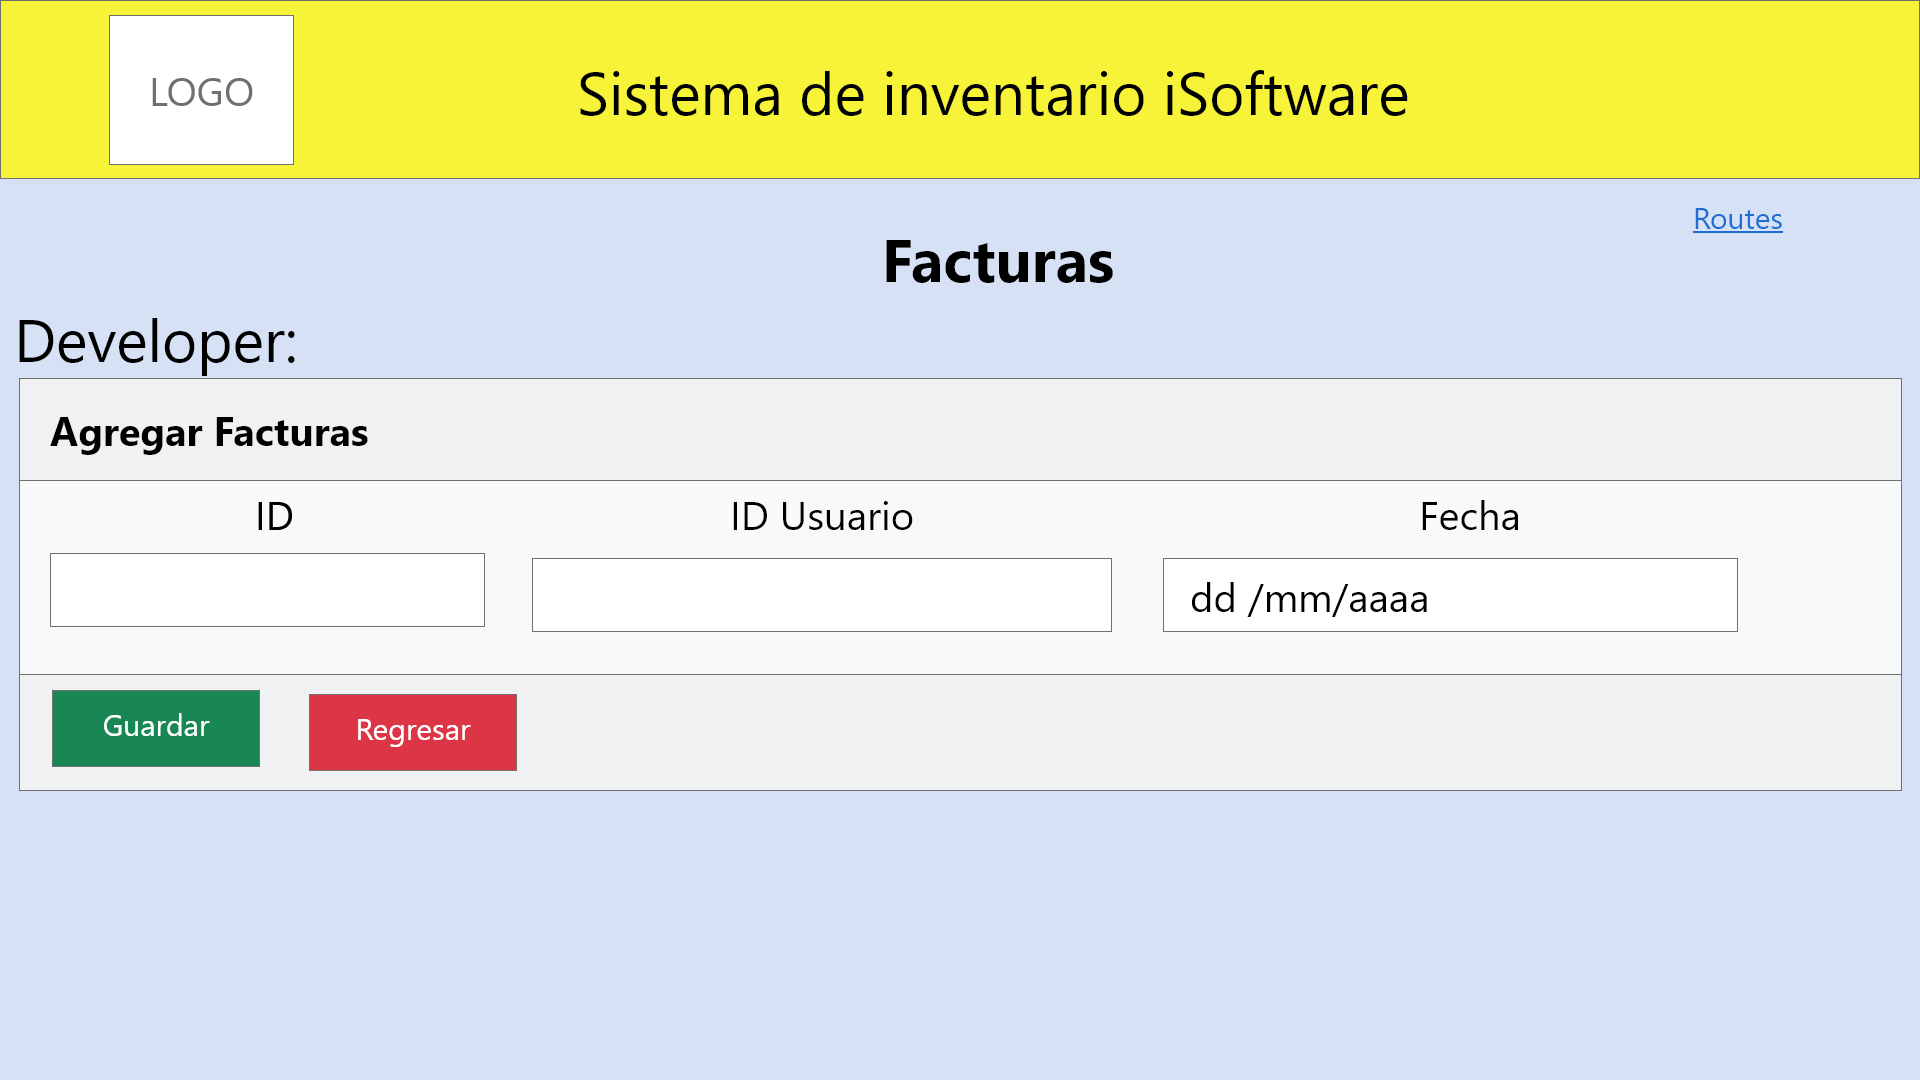 LOGO
Sistema de inventario iSoftware
Routes
Facturas
Developer:
Agregar Facturas
ID
ID Usuario
Fecha
dd /mm/aaaa
Guardar
Regresar